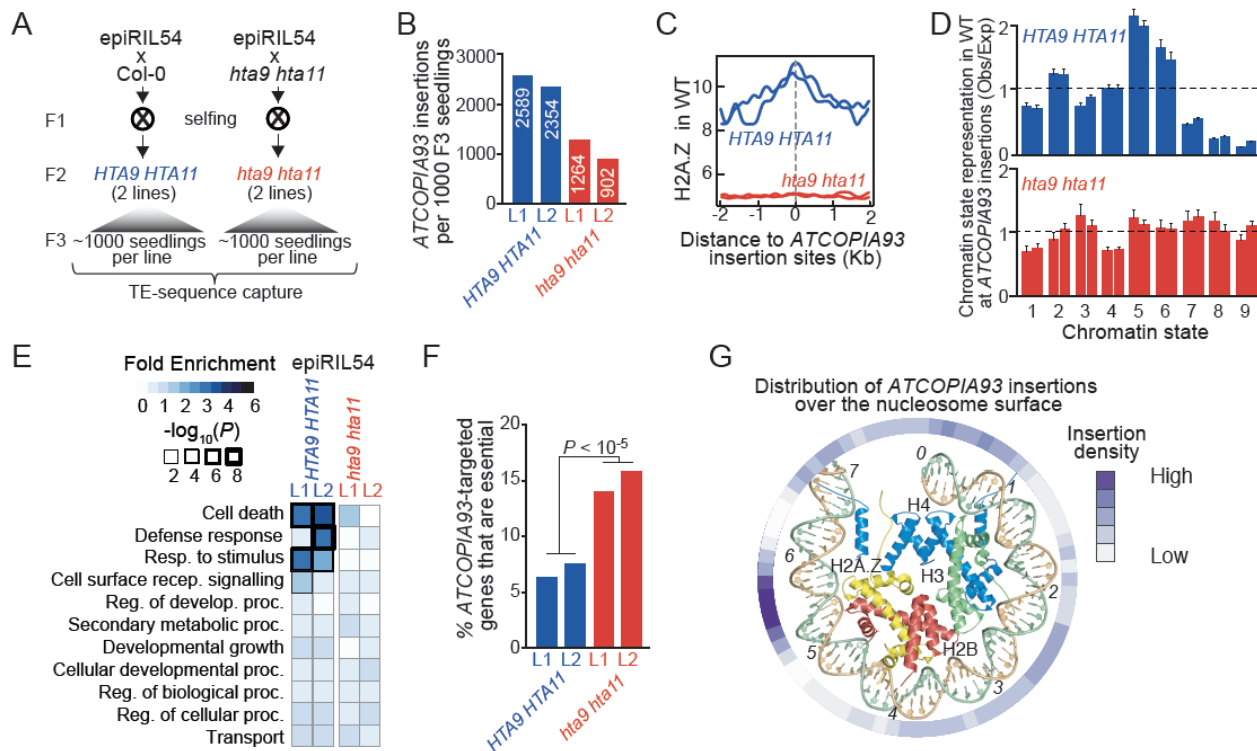 A
epiRIL54
x
Col-0
epiRIL54
x
hta9 hta11
F1
selfing
F2
HTA9 HTA11
(2 lines)
hta9 hta11
(2 lines)
F3
~1000 seedlings
per line
~1000 seedlings
per line
TE-sequence capture
B
ATCOPIA93 insertions
per 1000 F3 seedlings
3000
2000
1000
0
2589
2354
1264
902
L1 L2 L1 L2
HTA9 HTA11
hta9 hta11
C
H2A.Z in WT
10
8
6
HTA9 HTA11
hta9 hta11
-2 -1 0 1 2
Distance to ATCOPIA93
insertion sites (Kb)
D
Chromatin state representation in WT
at ATCOPIA93 insertions (Obs/Exp)
HTA9 HTA11
2
1
0
hta9 hta11
2
1
0
1 2 3 4 5 6 7 8 9
Chromatin state
E
Fold Enrichment
0 1 2 3 4 5 6
-log10(P)
2 4 6 8
epiRIL54
HTA9 HTA11
hta9 hta11
L1 L2 L1 L2
Cell death
Defense response
Resp. to stimulus
Cell surface recep. signalling
Reg. of develop. proc.
Secondary metabolic proc.
Developmental growth
Cellular developmental proc.
Reg. of biological proc.
Reg. of cellular proc.
Transport
F
% ATCOPIA93-targeted
genes that are esential
20
15
10
5
0
P < 10-5
L1 L2 L1 L2
HTA9 HTA11
hta9 hta11
G
Distribution of ATCOPIA93 insertions
over the nucleosome surface
Insertion
density
High
Low
0
1
2
3
4
5
6
7
H4
H3
H2A.Z
H2B